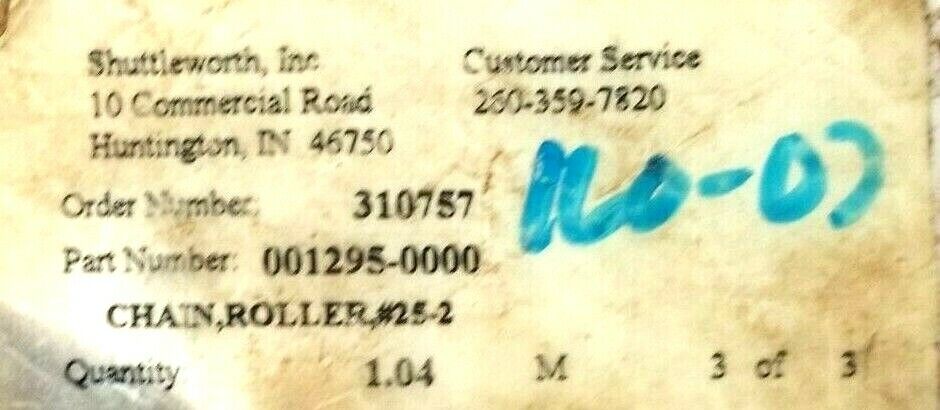 Shuttleworth, Inc Customer Service
10 Commercial Road 260-359-7820
Huntington, IN 46750
Order Number: 310757
Part Number: 001295-0000
CHAIN,ROLLER,#25-2
Quantity 1.04 M 3 of 3